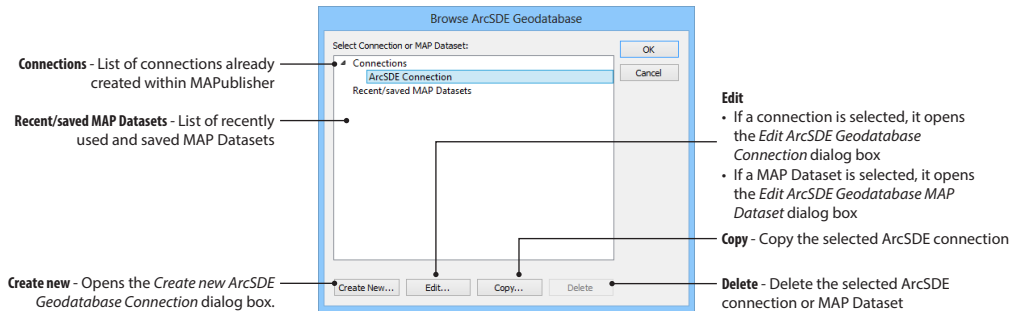 Browse ArcSDE Geodatabase
Select Connection or MAP Dataset:
Connections
ArcSDE Connection
Recent/saved MAP Datasets
OK
Cancel
Create New...
Edit...
Copy...
Delete
Connections - List of connections already
created within MAPublisher
Recent/saved MAP Datasets - List of recently
used and saved MAP Datasets
Create new - Opens the Create new ArcSDE
Geodatabase Connection dialog box.
Edit
• If a connection is selected, it opens
the Edit ArcSDE Geodatabase
Connection dialog box
• If a MAP Dataset is selected, it opens
the Edit ArcSDE Geodatabase MAP
Dataset dialog box
Copy - Copy the selected ArcSDE connection
Delete - Delete the selected ArcSDE
connection or MAP Dataset